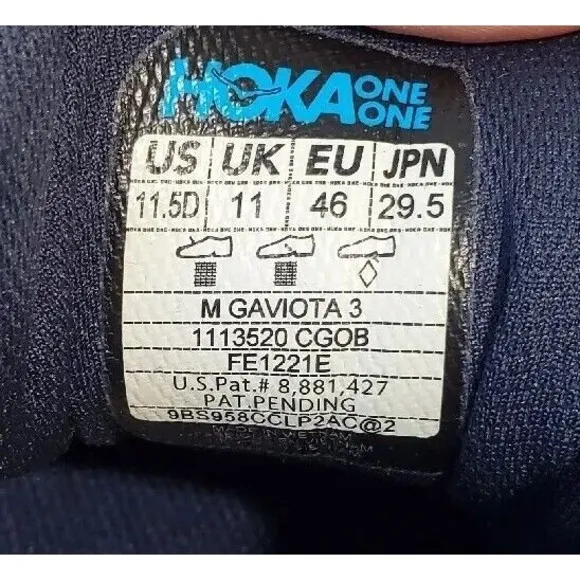 HOKA ONE ONE
US UK EU JPN
11.5D 11 46 29.5
M GAVIOTA 3
1113520 CGOB
FE1221E
U.S.Pat.# 8,881,427
PAT.PENDING
9BS958CCLP2AC@2
MADE IN VIETNAM